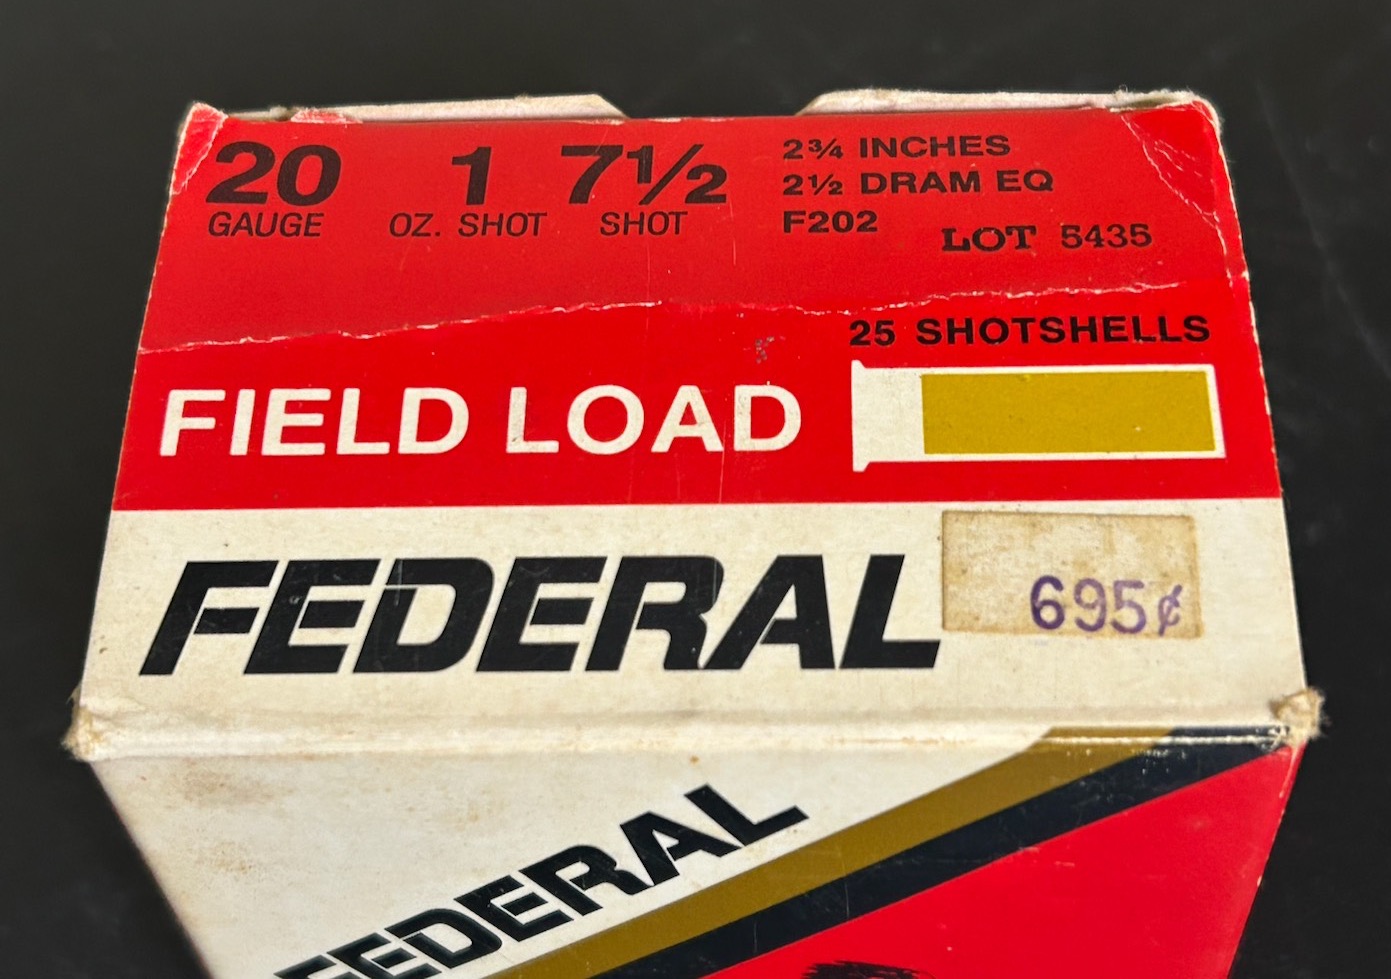 20 1 7½ 2¾ INCHES
GAUGE OZ. SHOT SHOT 2½ DRAM EQ
F202 LOT 5435
25 SHOTSHELLS
FIELD LOAD
FEDERAL
695¢
FEDERAL